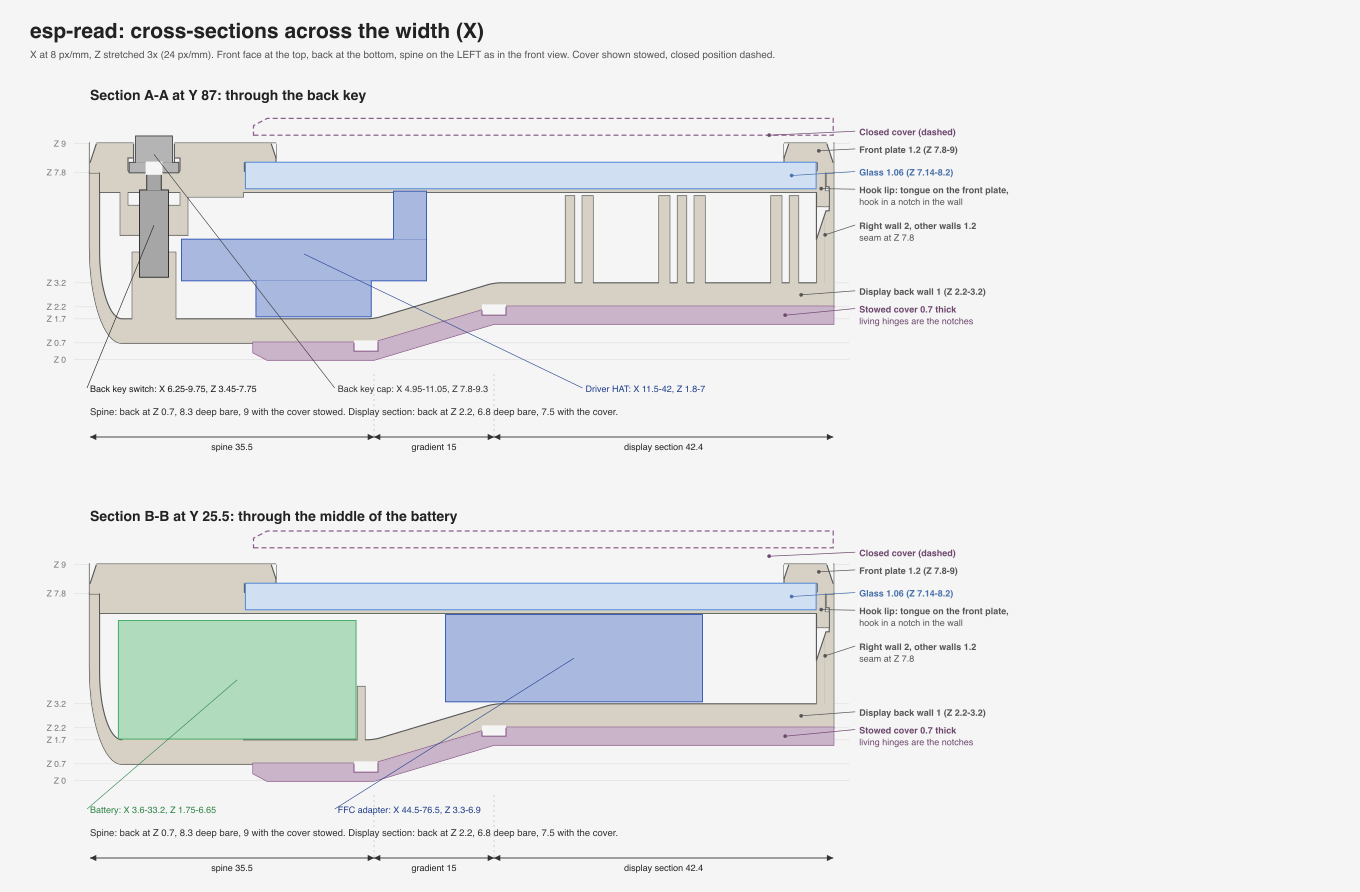 esp-read: cross-sections across the width (X)
X at 8 px/mm, Z stretched 3x (24 px/mm). Front face at the top, back at the bottom, spine on the LEFT as in the front view. Cover shown stowed, closed position dashed.
Section A-A at Y 87: through the back key
Closed cover (dashed)
Z 9
Front plate 1.2 (Z 7.8-9)
Z 7.8
Glass 1.06 (Z 7.14-8.2)
Hook lip: tongue on the front plate,
hook in a notch in the wall
Right wall 2, other walls 1.2
seam at Z 7.8
Z 3.2
Display back wall 1 (Z 2.2-3.2)
Z 2.2
Stowed cover 0.7 thick
Z 1.7
living hinges are the notches
Z 0.7
Z 0
Back key switch: X 6.25-9.75, Z 3.45-7.75
Back key cap: X 4.95-11.05, Z 7.8-9.3
Driver HAT: X 11.5-42, Z 1.8-7
Spine: back at Z 0.7, 8.3 deep bare, 9 with the cover stowed. Display section: back at Z 2.2, 6.8 deep bare, 7.5 with the cover.
spine 35.5
gradient 15
display section 42.4
Section B-B at Y 25.5: through the middle of the battery
Closed cover (dashed)
Z 9
Front plate 1.2 (Z 7.8-9)
Z 7.8
Glass 1.06 (Z 7.14-8.2)
Hook lip: tongue on the front plate,
hook in a notch in the wall
Right wall 2, other walls 1.2
seam at Z 7.8
Z 3.2
Display back wall 1 (Z 2.2-3.2)
Z 2.2
Stowed cover 0.7 thick
Z 1.7
living hinges are the notches
Z 0.7
Z 0
Battery: X 3.6-33.2, Z 1.75-6.65
FFC adapter: X 44.5-76.5, Z 3.3-6.9
Spine: back at Z 0.7, 8.3 deep bare, 9 with the cover stowed. Display section: back at Z 2.2, 6.8 deep bare, 7.5 with the cover.
spine 35.5
gradient 15
display section 42.4